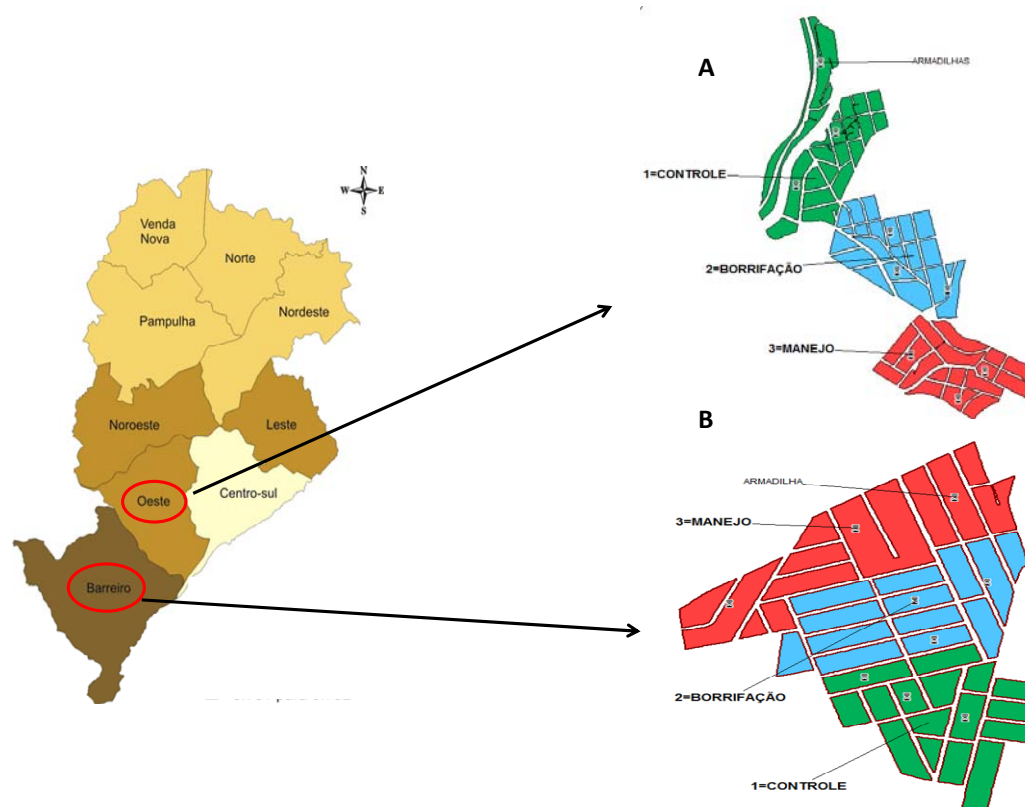 N
W E
S
Venda
Nova
Norte
Nordeste
Pampulha
Noroeste
Leste
Oeste
Centro-sul
Barreiro
A
ARMADILHAS
1=CONTROLE
2=BORRIFAÇÃO
3=MANEJO
B
ARMADILHA
3=MANEJO
2=BORRIFAÇÃO
1=CONTROLE